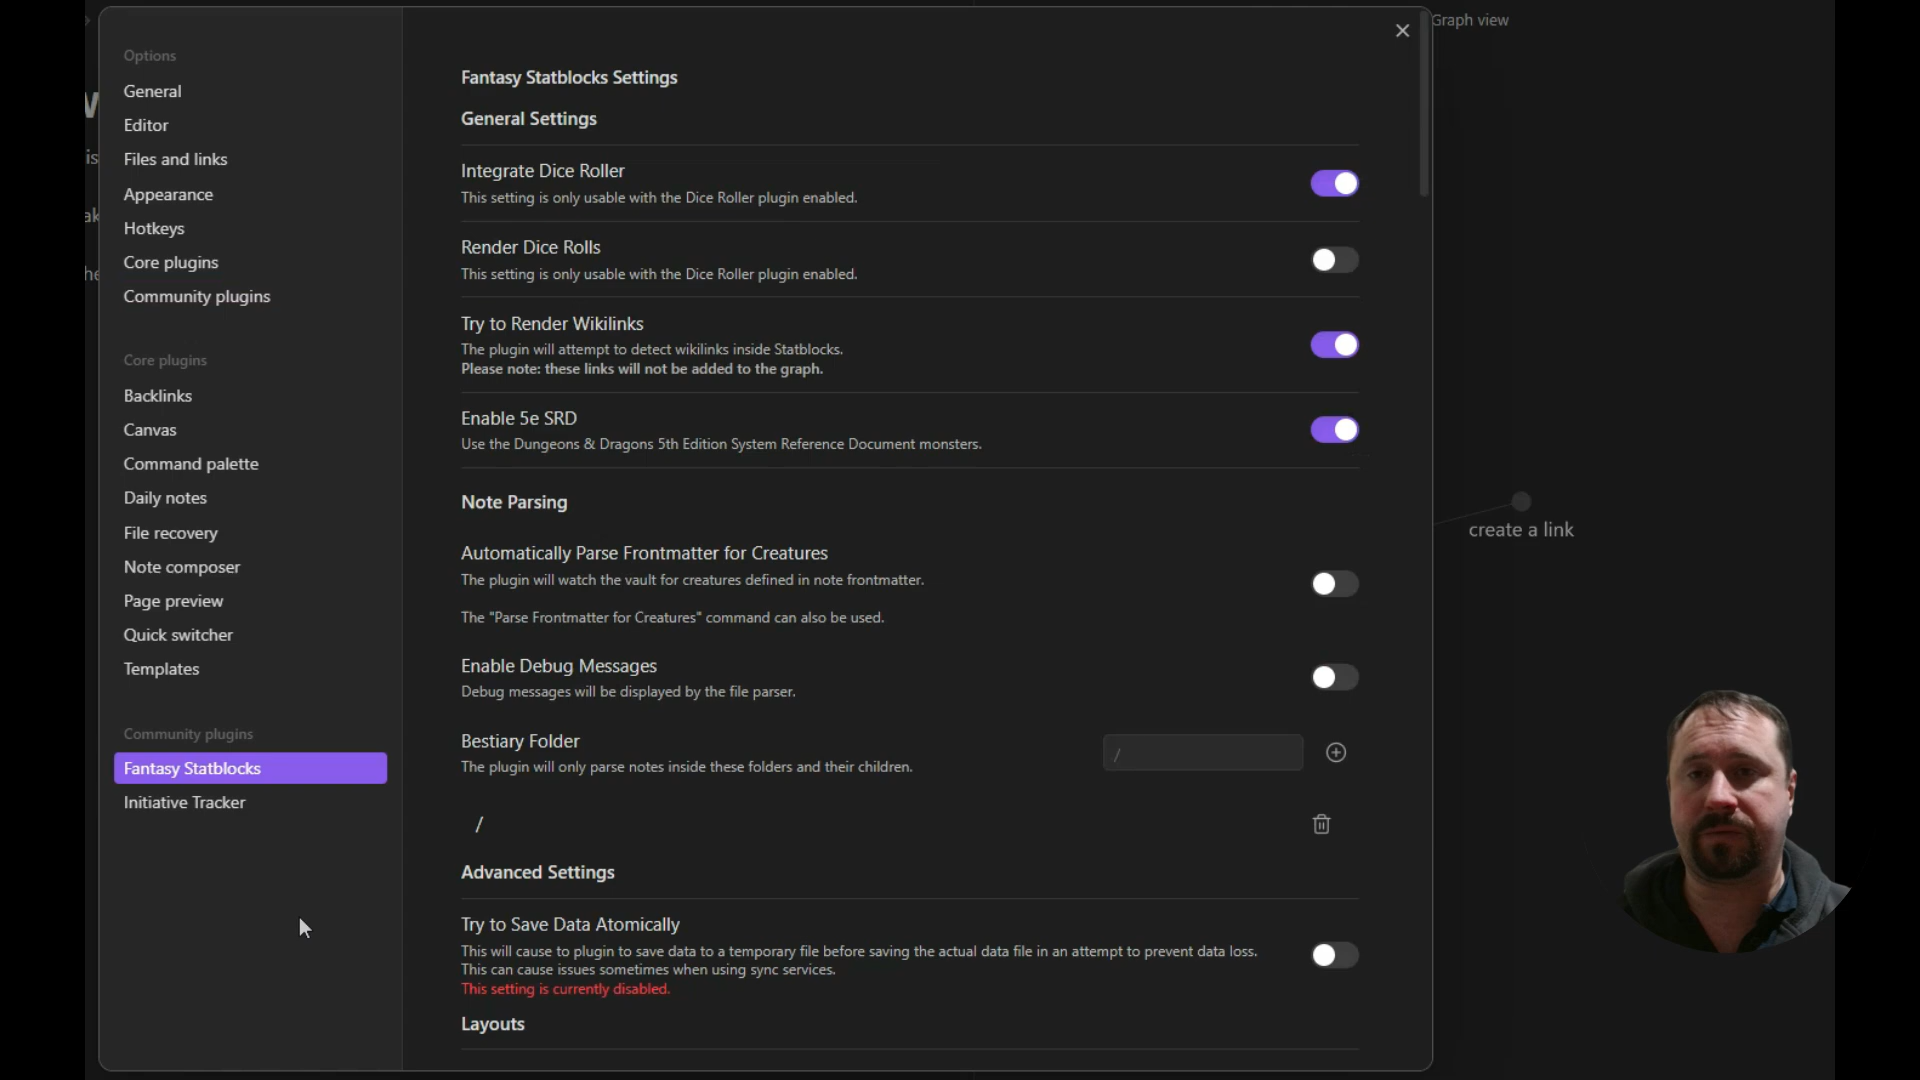 Graph view
Options
General
Editor
Files and links
Appearance
Hotkeys
Core plugins
Community plugins
Core plugins
Backlinks
Canvas
Command palette
Daily notes
File recovery
Note composer
Page preview
Quick switcher
Templates
Community plugins
Fantasy Statblocks
Initiative Tracker
Fantasy Statblocks Settings
General Settings
Integrate Dice Roller
This setting is only usable with the Dice Roller plugin enabled.
Render Dice Rolls
This setting is only usable with the Dice Roller plugin enabled.
Try to Render Wikilinks
The plugin will attempt to detect wikilinks inside Statblocks.
Please note: these links will not be added to the graph.
Enable 5e SRD
Use the Dungeons & Dragons 5th Edition System Reference Document monsters.
Note Parsing
Automatically Parse Frontmatter for Creatures
The plugin will watch the vault for creatures defined in note frontmatter.
The "Parse Frontmatter for Creatures" command can also be used.
Enable Debug Messages
Debug messages will be displayed by the file parser.
Bestiary Folder
The plugin will only parse notes inside these folders and their children.
/
/
Advanced Settings
Try to Save Data Atomically
This will cause to plugin to save data to a temporary file before saving the actual data file in an attempt to prevent data loss.
This can cause issues sometimes when using sync services.
This setting is currently disabled.
Layouts
create a link